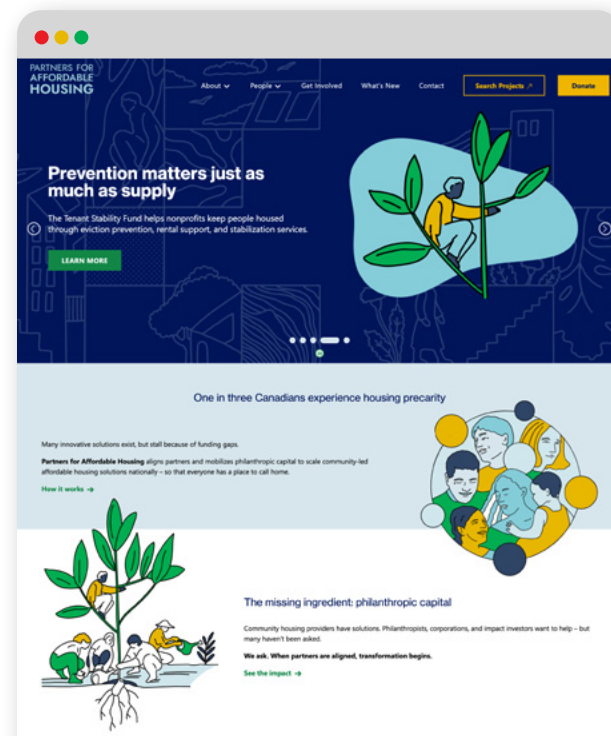 PARTNERS FOR
AFFORDABLE
HOUSING
About
People
Get Involved
What's New
Contact
Search Projects ↗
Donate
Prevention matters just as
much as supply
The Tenant Stability Fund helps nonprofits keep people housed
through eviction prevention, rental support, and stabilization services.
LEARN MORE
One in three Canadians experience housing precarity
Many innovative solutions exist, but stall because of funding gaps.
Partners for Affordable Housing aligns partners and mobilizes philanthropic capital to scale community-led
affordable housing solutions nationally – so that everyone has a place to call home.
How it works →
The missing ingredient: philanthropic capital
Community housing providers have solutions. Philanthropists, corporations, and impact investors want to help – but
many haven't been asked.
We ask. When partners are aligned, transformation begins.
See the impact →